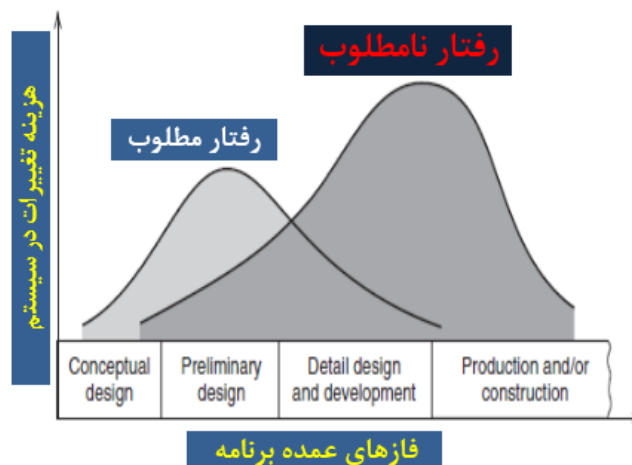 رفتار نامطلوب
رفتار مطلوب
هزینه تغییرات در سیستم
Conceptual
design
Preliminary
design
Detail design
and development
Production and/or
construction
فازهای عمده برنامه